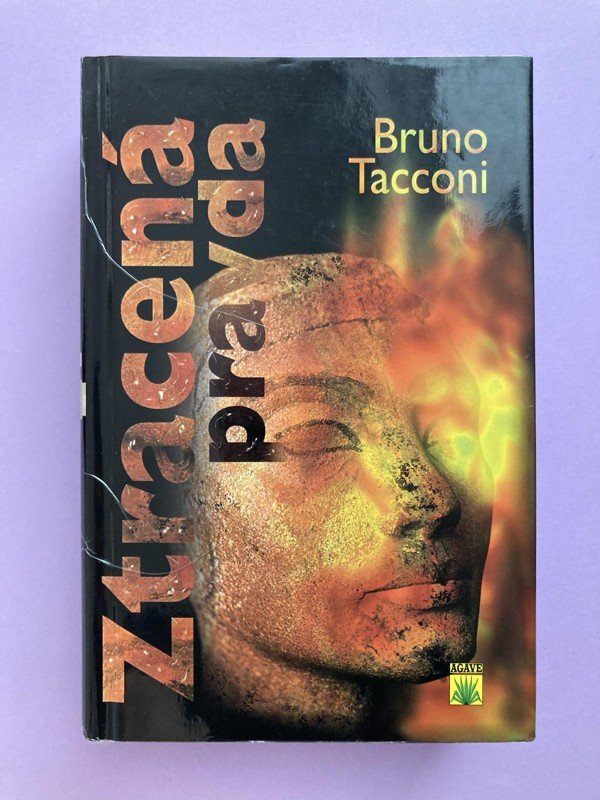 Bruno
Tacconi
Ztracená
pravda
AGAVE